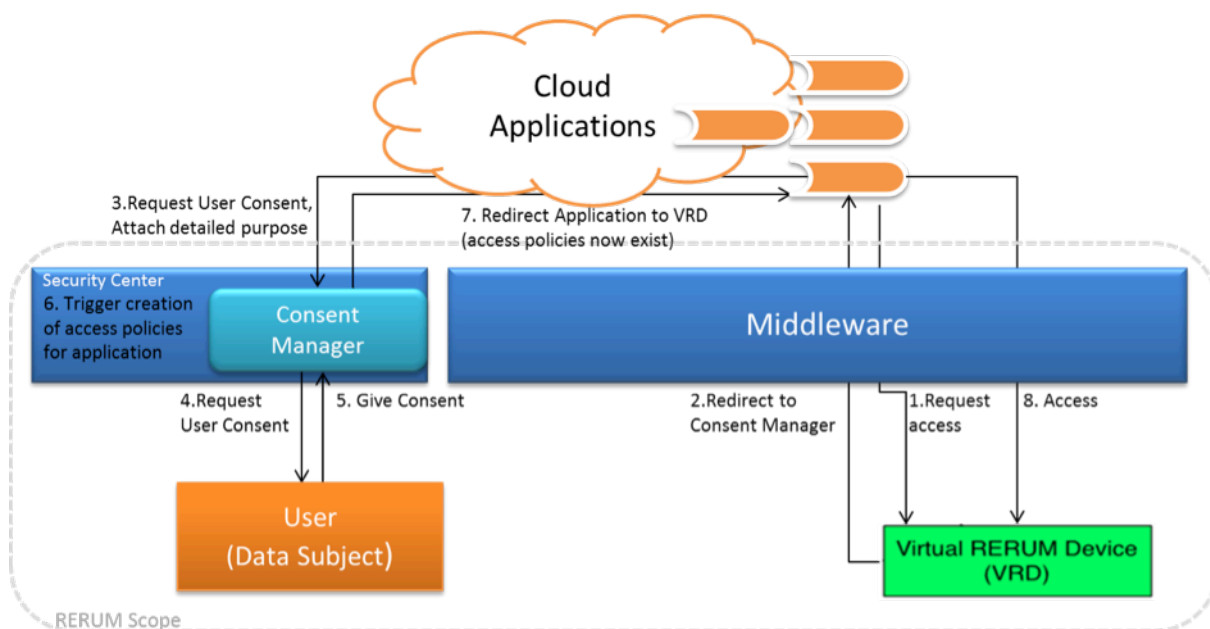 Cloud
Applications
3.Request User Consent,
Attach detailed purpose
7. Redirect Application to VRD
(access policies now exist)
Security Center
6. Trigger creation
of access policies
for application
Consent
Manager
Middleware
4.Request
User Consent
5. Give Consent
2.Redirect to
Consent Manager
1.Request
access
8. Access
User
(Data Subject)
Virtual RERUM Device
(VRD)
RERUM Scope